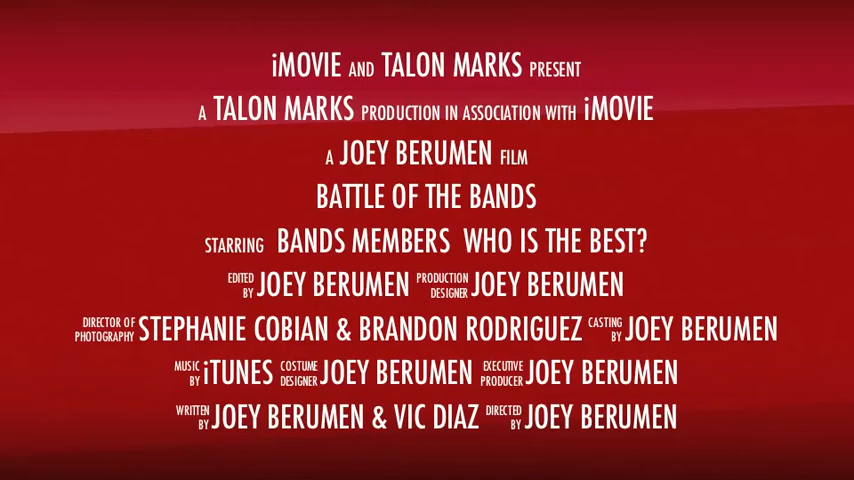 iMOVIE AND TALON MARKS PRESENT
A TALON MARKS PRODUCTION IN ASSOCIATION WITH iMOVIE
A JOEY BERUMEN FILM
BATTLE OF THE BANDS
STARRING BANDS MEMBERS WHO IS THE BEST?
EDITED BY JOEY BERUMEN PRODUCTION DESIGNER JOEY BERUMEN
DIRECTOR OF PHOTOGRAPHY STEPHANIE COBIAN & BRANDON RODRIGUEZ CASTING BY JOEY BERUMEN
MUSIC BY iTUNES COSTUME DESIGNER JOEY BERUMEN EXECUTIVE PRODUCER JOEY BERUMEN
WRITTEN BY JOEY BERUMEN & VIC DIAZ DIRECTED BY JOEY BERUMEN